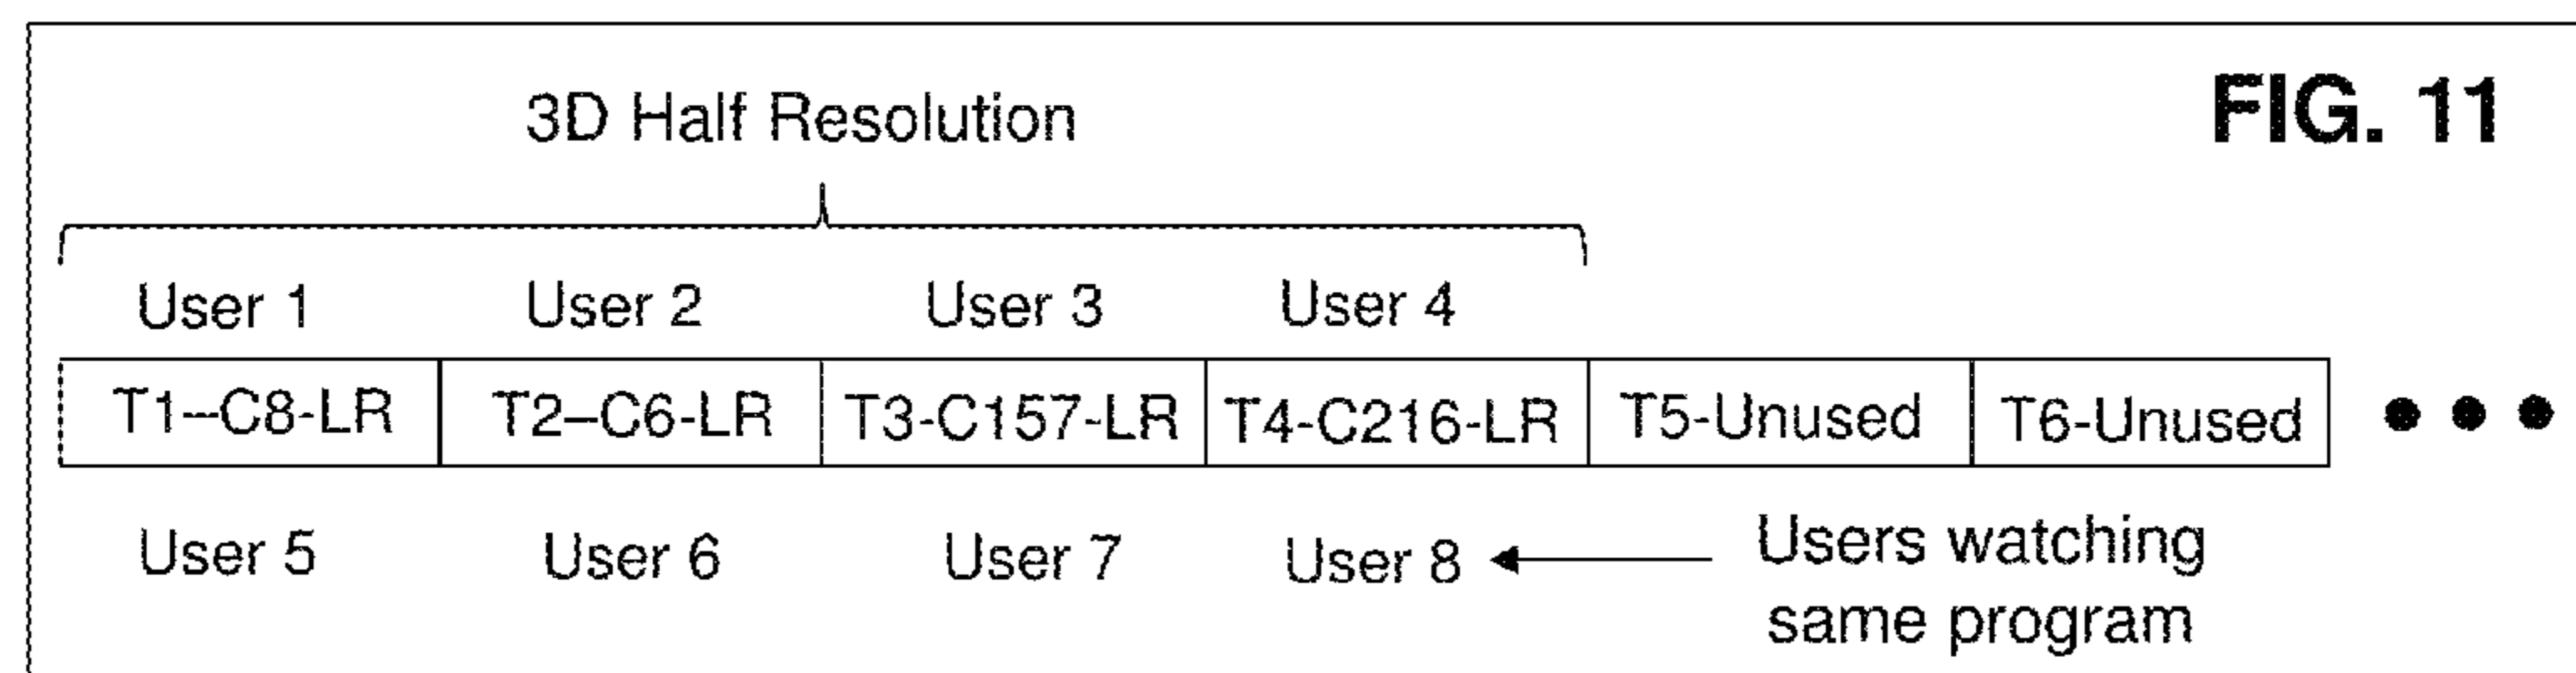 FIG. 11
3D Half Resolution
User 1 User 2 User 3 User 4
T1--C8-LR T2–C6-LR T3-C157-LR T4-C216-LR T5-Unused T6-Unused
User 5 User 6 User 7 User 8 Users watching
same program